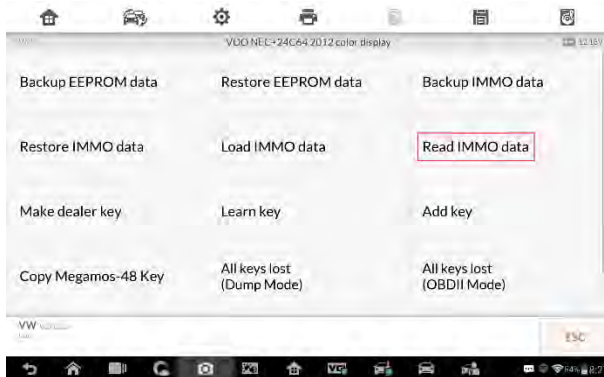 VDO NEC+24C64 2012 color display
Backup EEPROM data
Restore EEPROM data
Backup IMMO data
Restore IMMO data
Load IMMO data
Read IMMO data
Make dealer key
Learn key
Add key
Copy Megamos-48 Key
All keys lost
(Dump Mode)
All keys lost
(OBDII Mode)
VW
ESC